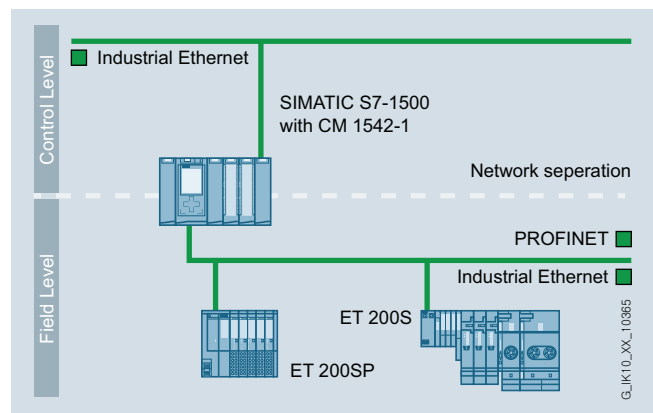 Control Level
Industrial Ethernet
SIMATIC S7-1500
with CM 1542-1
Network seperation
Field Level
PROFINET
Industrial Ethernet
ET 200S
ET 200SP
G_IK10_XX_10365